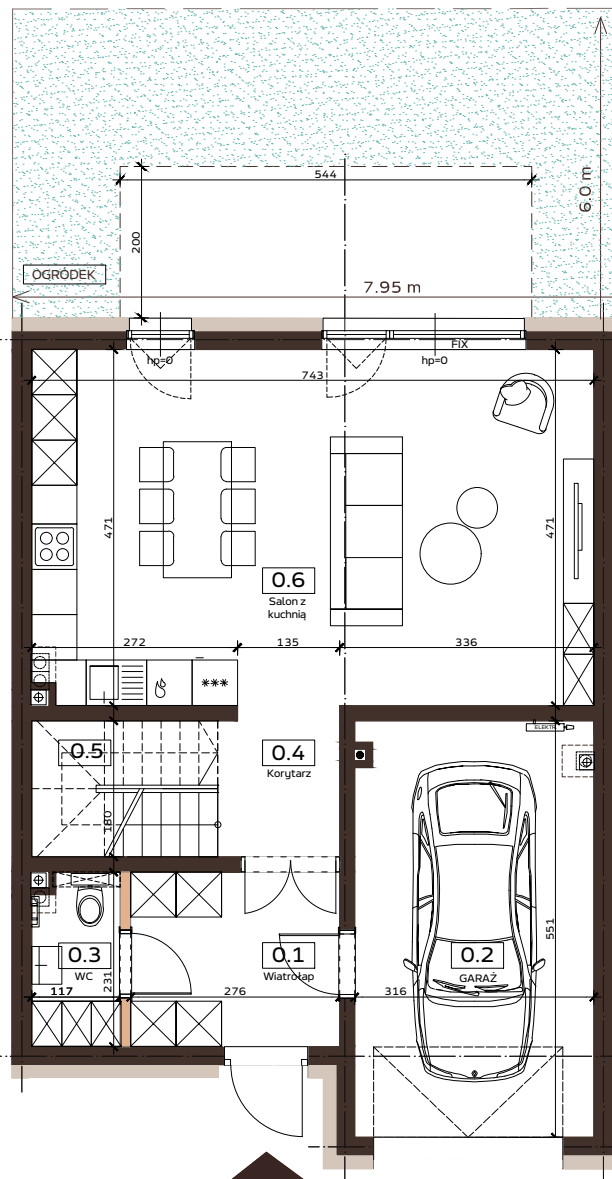 544
6.0 m
200
OGRÓDEK
7.95 m
FIX
hp=0
hp=0
743
471
471
0.6
Salon z
kuchnią
272
135
336
***
ELEKTR.
0.5
0.4
Korytarz
180
551
0.3
WC
0.1
Wiatrołap
0.2
GARAŻ
231
117
276
316